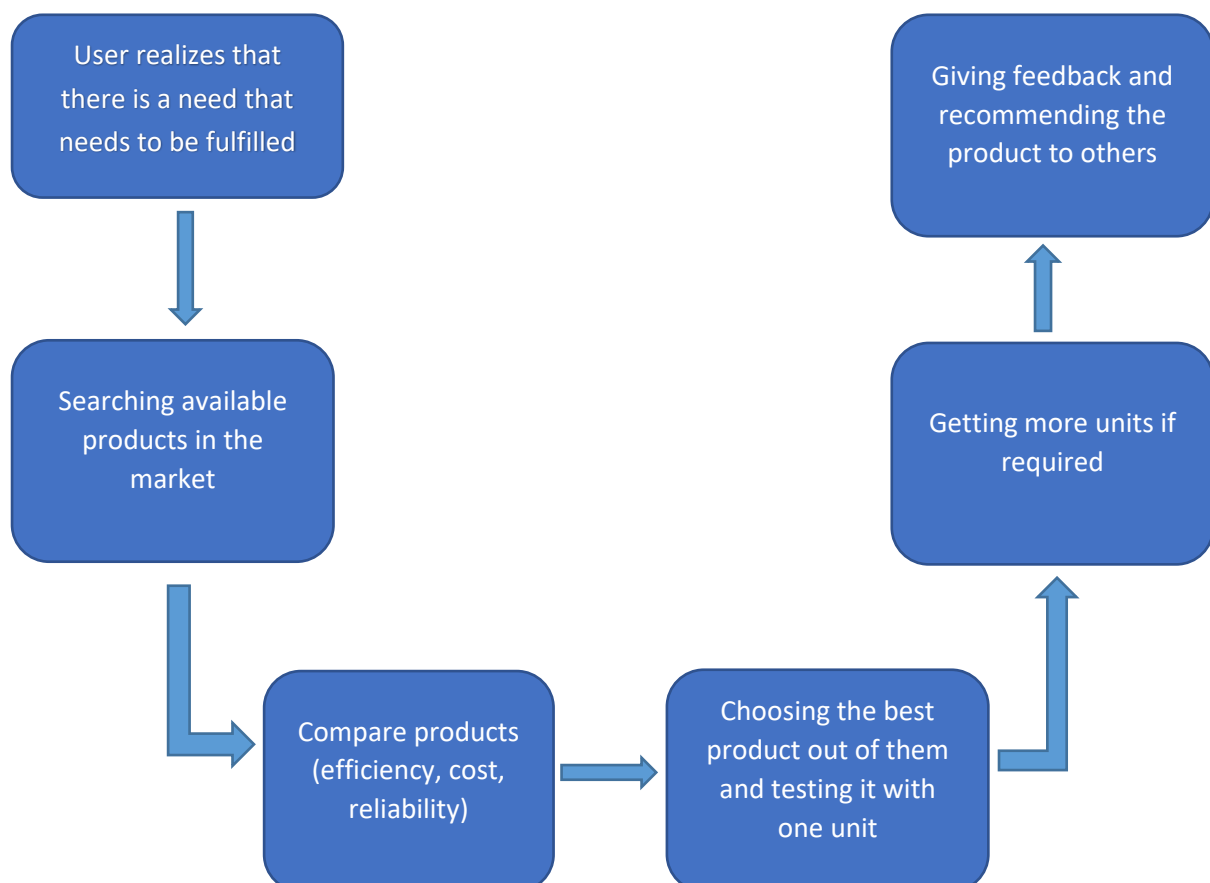 User realizes that
there is a need that
needs to be fulfilled
Searching available
products in the
market
Compare products
(efficiency, cost,
reliability)
Choosing the best
product out of them
and testing it with
one unit
Getting more units if
required
Giving feedback and
recommending the
product to others